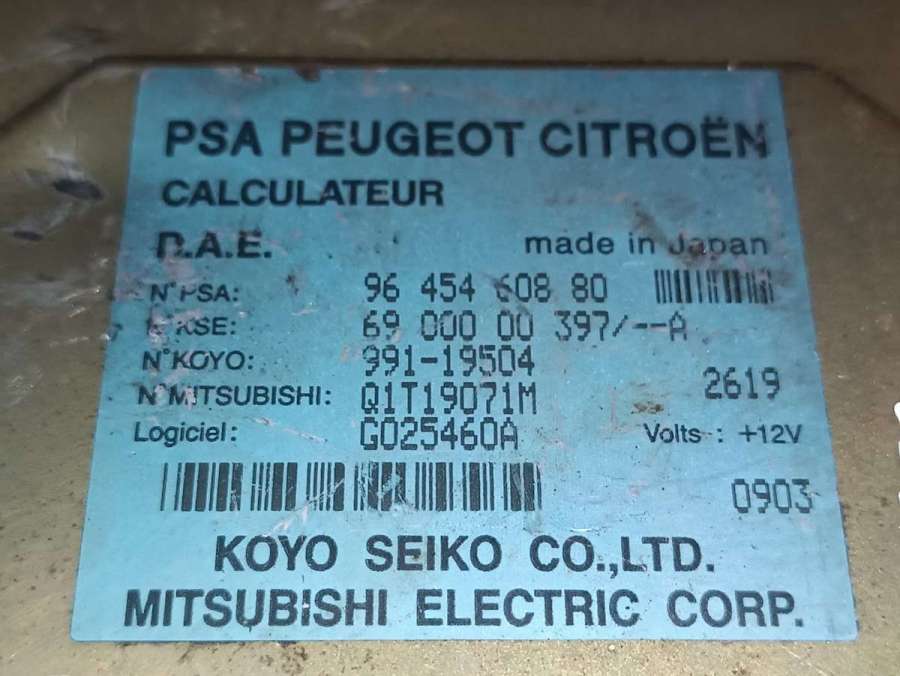 PSA PEUGEOT CITROËN
CALCULATEUR
D.A.E. made in Japan
N°PSA: 96 454 608 80
N°KSE: 69 000 00 397/--A
N°KOYO: 991-19504
N°MITSUBISHI: Q1T19071M 2619
Logiciel: G025460A Volts : +12V
0903
KOYO SEIKO CO.,LTD.
MITSUBISHI ELECTRIC CORP.